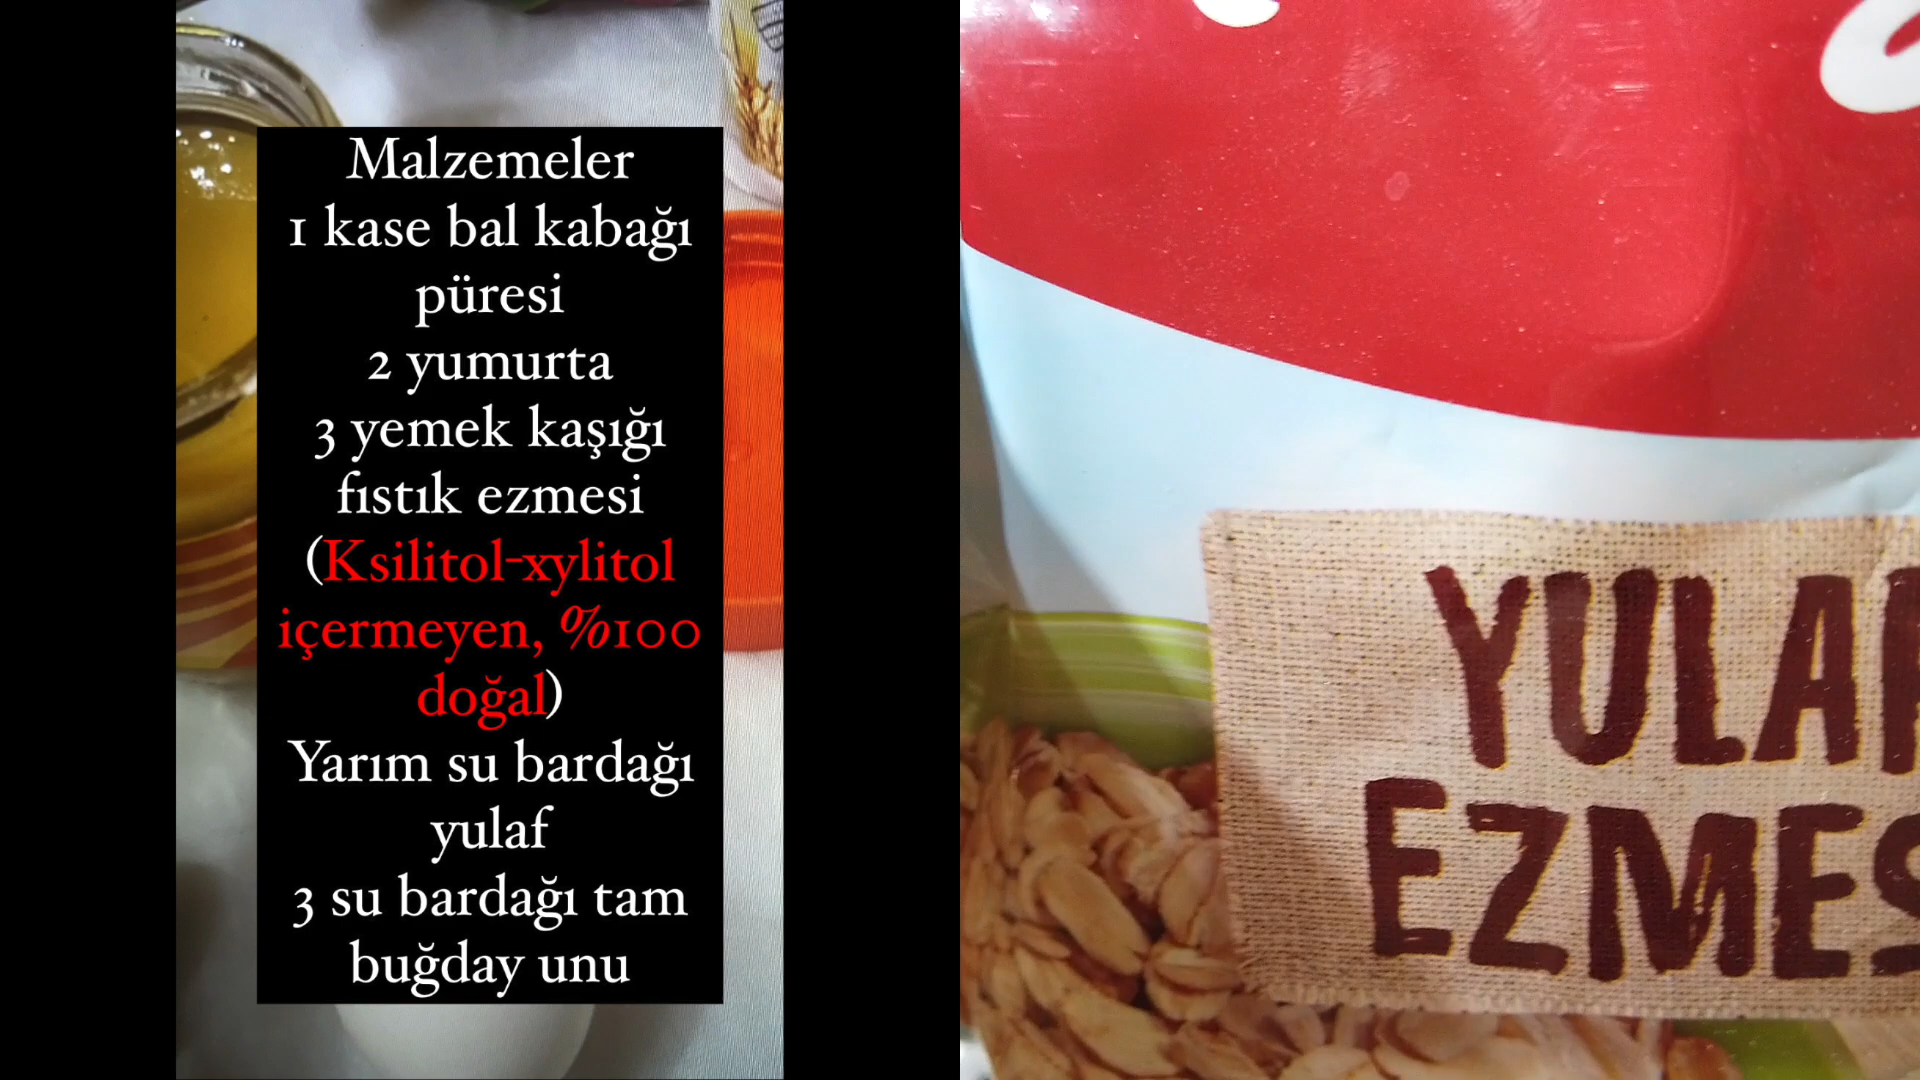 Malzemeler
1 kase bal kabağı
püresi
2 yumurta
3 yemek kaşığı
fıstık ezmesi
(Ksilitol-xylitol
içermeyen, %100
doğal)
Yarım su bardağı
yulaf
3 su bardağı tam
buğday unu
YULAF
EZMES